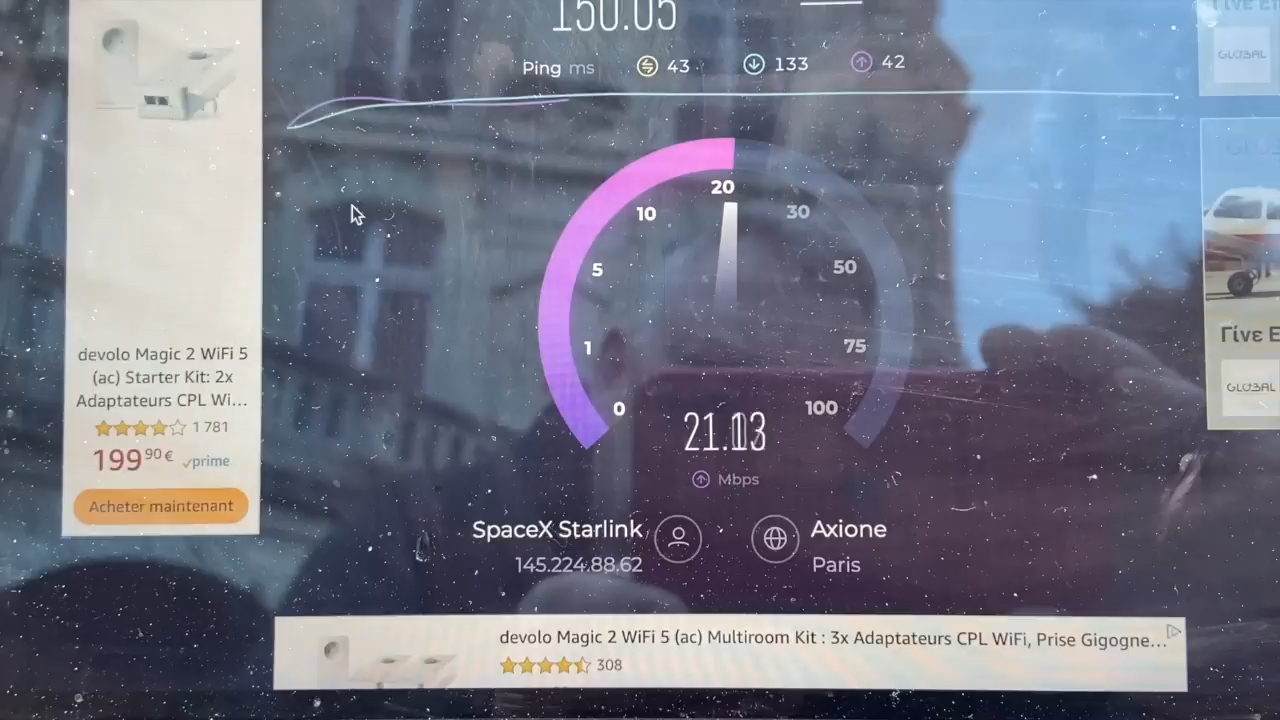 150.05
Ping ms 43 133 42
20
10
30
5
50
1
75
0
100
Mbps
SpaceX Starlink
145.224.88.62
Axione
Paris
devolo Magic 2 WiFi 5
(ac) Starter Kit: 2x
Adaptateurs CPL Wi...
1 781
199 90 €
prime
Acheter maintenant
devolo Magic 2 WiFi 5 (ac) Multiroom Kit : 3x Adaptateurs CPL WiFi, Prise Gigogne...
308
GLOBAL
Γίνε Ε
GLOBAL